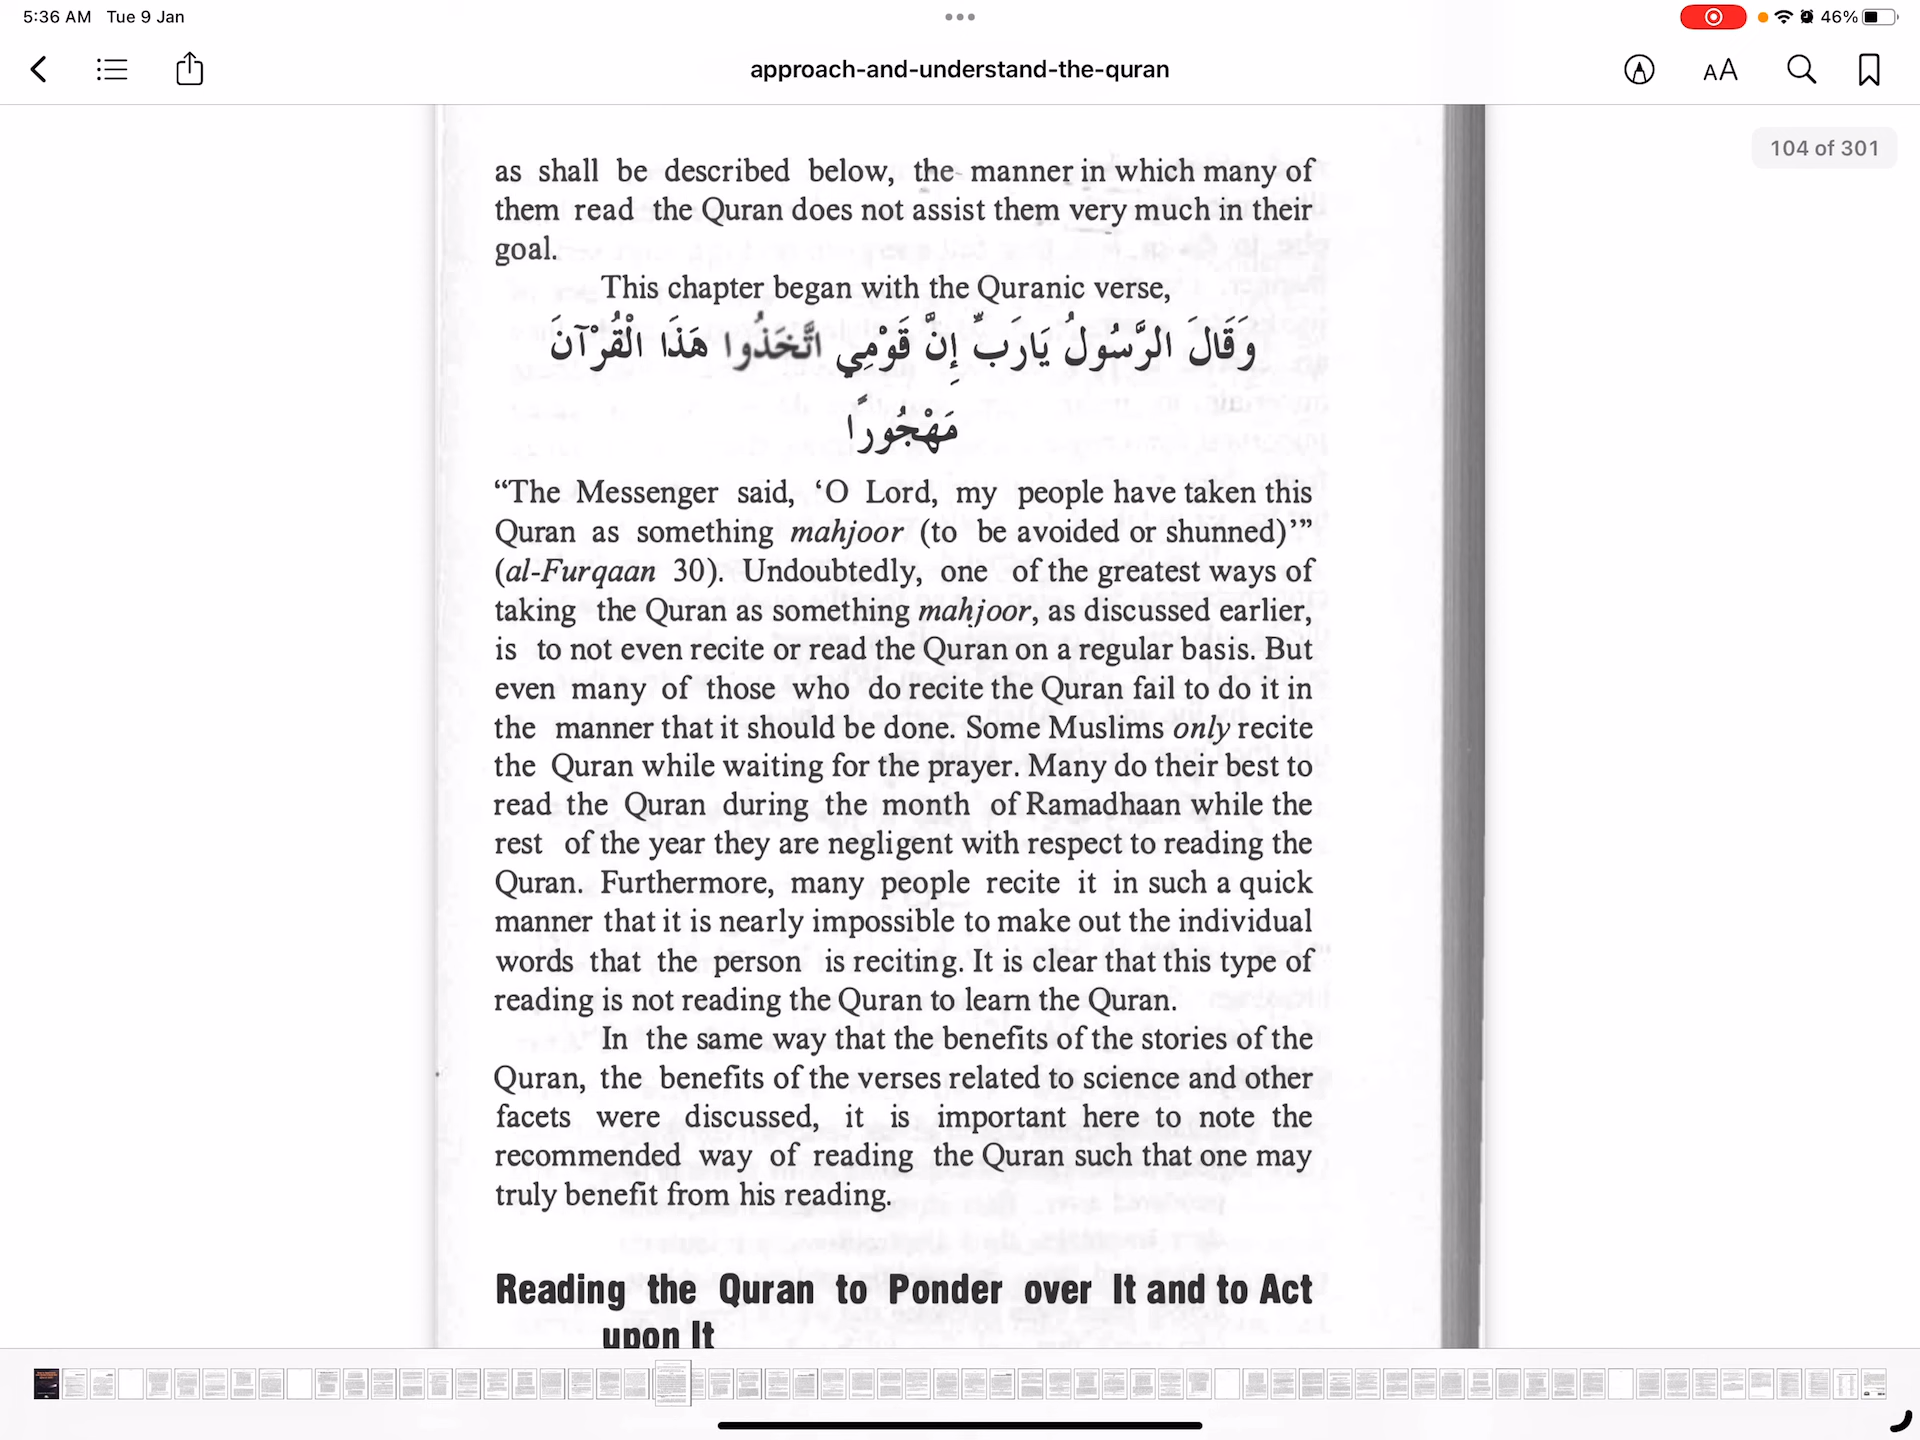 5:36 AM Tue 9 Jan
46%
approach-and-understand-the-quran
AA
104 of 301
as shall be described below, the manner in which many of
them read the Quran does not assist them very much in their
goal.
This chapter began with the Quranic verse,
وَقَالَ الرَّسُولُ يَارَبِّ إِنَّ قَوْمِي اتَّخَذُوا هَذَا الْقُرْآنَ
مَهْجُورًا
“The Messenger said, ‘O Lord, my people have taken this
Quran as something mahjoor (to be avoided or shunned)’”
(al-Furqaan 30). Undoubtedly, one of the greatest ways of
taking the Quran as something mahjoor, as discussed earlier,
is to not even recite or read the Quran on a regular basis. But
even many of those who do recite the Quran fail to do it in
the manner that it should be done. Some Muslims only recite
the Quran while waiting for the prayer. Many do their best to
read the Quran during the month of Ramadhaan while the
rest of the year they are negligent with respect to reading the
Quran. Furthermore, many people recite it in such a quick
manner that it is nearly impossible to make out the individual
words that the person is reciting. It is clear that this type of
reading is not reading the Quran to learn the Quran.
In the same way that the benefits of the stories of the
Quran, the benefits of the verses related to science and other
facets were discussed, it is important here to note the
recommended way of reading the Quran such that one may
truly benefit from his reading.
Reading the Quran to Ponder over It and to Act
upon It